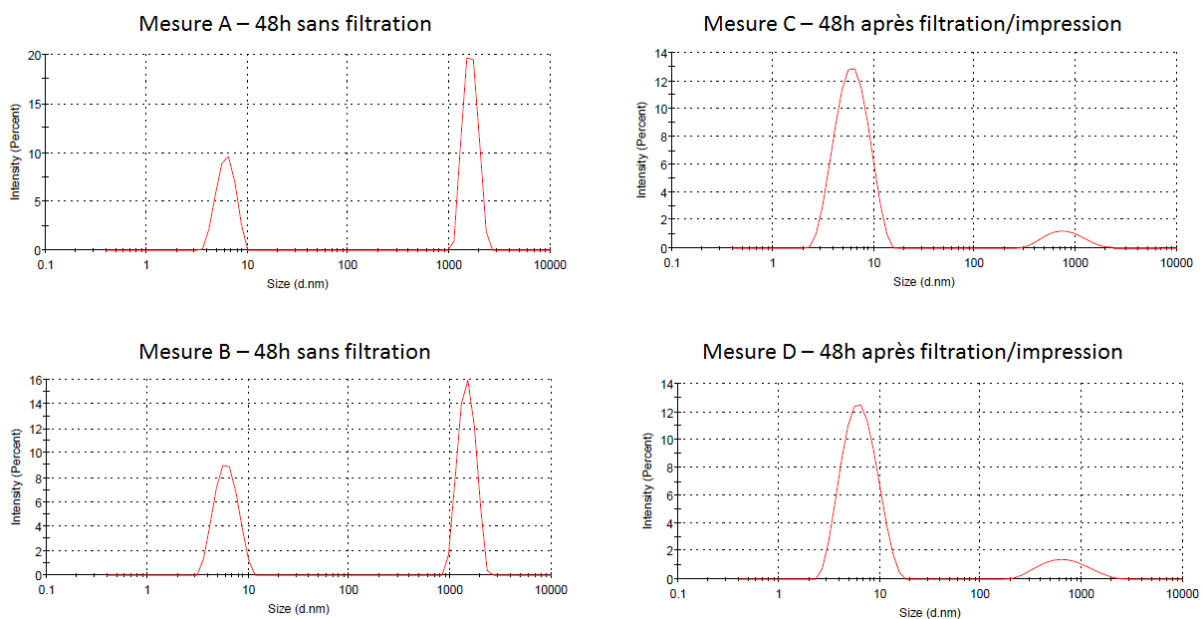 Mesure A – 48h sans filtration
20
15
10
5
0
0.1 1 10 100 1000 10000
Intensity (Percent)
Size (d.nm)
Mesure C – 48h après filtration/impression
14
12
10
8
6
4
2
0
0.1 1 10 100 1000 10000
Intensity (Percent)
Size (d.nm)
Mesure B – 48h sans filtration
16
14
12
10
8
6
4
2
0
0.1 1 10 100 1000 10000
Intensity (Percent)
Size (d.nm)
Mesure D – 48h après filtration/impression
14
12
10
8
6
4
2
0
0.1 1 10 100 1000 10000
Intensity (Percent)
Size (d.nm)